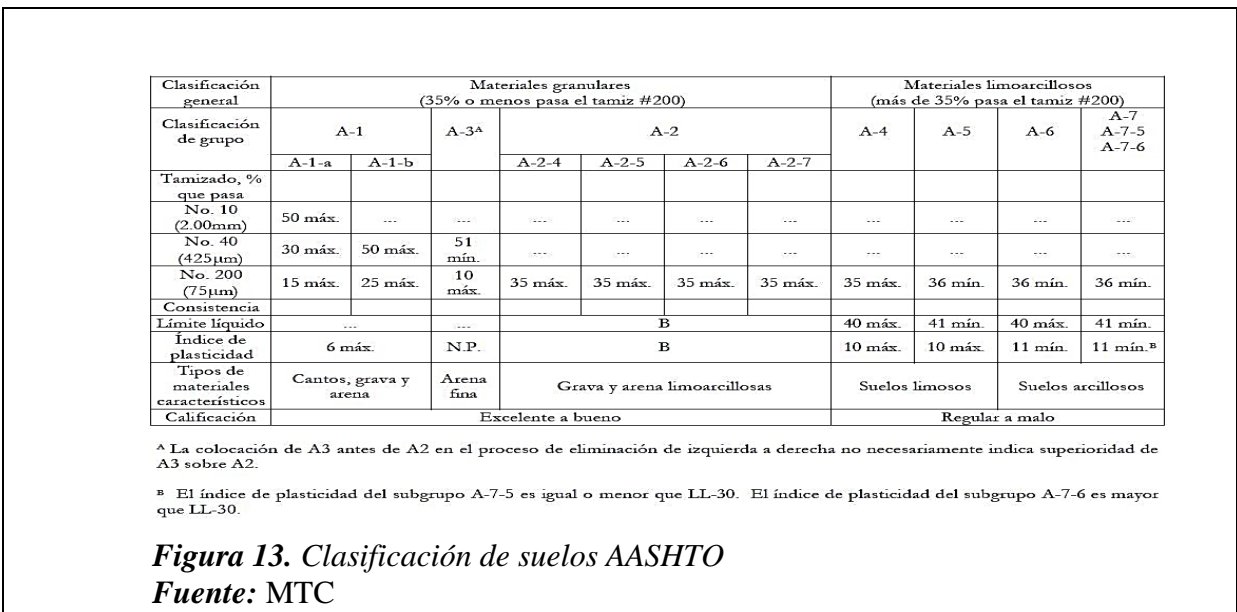 Clasificación general Materiales granulares (35% o menos pasa el tamiz #200) Materiales limoarcillosos (más de 35% pasa el tamiz #200)
Clasificación de grupo A-1 A-3ᴬ A-2 A-4 A-5 A-6 A-7 A-7-5 A-7-6
A-1-a A-1-b A-2-4 A-2-5 A-2-6 A-2-7
Tamizado, % que pasa
No. 10 (2.00mm) 50 máx. ... ... ... ... ... ... ... ... ... ...
No. 40 (425µm) 30 máx. 50 máx. 51 mín. ... ... ... ... ... ... ... ...
No. 200 (75µm) 15 máx. 25 máx. 10 máx. 35 máx. 35 máx. 35 máx. 35 máx. 35 máx. 36 mín. 36 mín. 36 mín.
Consistencia
Límite líquido ... ... B 40 máx. 41 mín. 40 máx. 41 mín.
Índice de plasticidad 6 máx. N.P. B 10 máx. 10 máx. 11 mín. 11 mín.ᴮ
Tipos de materiales característicos Cantos, grava y arena Arena fina Grava y arena limoarcillosas Suelos limosos Suelos arcillosos
Calificación Excelente a bueno Regular a malo
ᴬ La colocación de A3 antes de A2 en el proceso de eliminación de izquierda a derecha no necesariamente indica superioridad de
A3 sobre A2.
ᴮ El índice de plasticidad del subgrupo A-7-5 es igual o menor que LL-30. El índice de plasticidad del subgrupo A-7-6 es mayor
que LL-30.
Figura 13. Clasificación de suelos AASHTO
Fuente: MTC